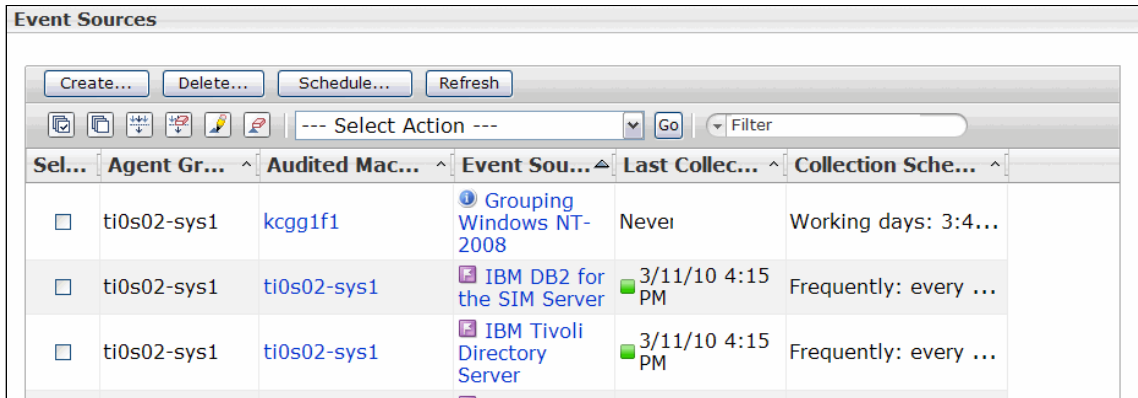 Event Sources
Create... Delete... Schedule... Refresh
--- Select Action --- Go Filter
Sel... Agent Gr... Audited Mac... Event Sou... Last Collec... Collection Sche...
ti0s02-sys1 kcgg1f1 Grouping Windows NT-2008 Never Working days: 3:4...
ti0s02-sys1 ti0s02-sys1 IBM DB2 for the SIM Server 3/11/10 4:15 PM Frequently: every ...
ti0s02-sys1 ti0s02-sys1 IBM Tivoli Directory Server 3/11/10 4:15 PM Frequently: every ...